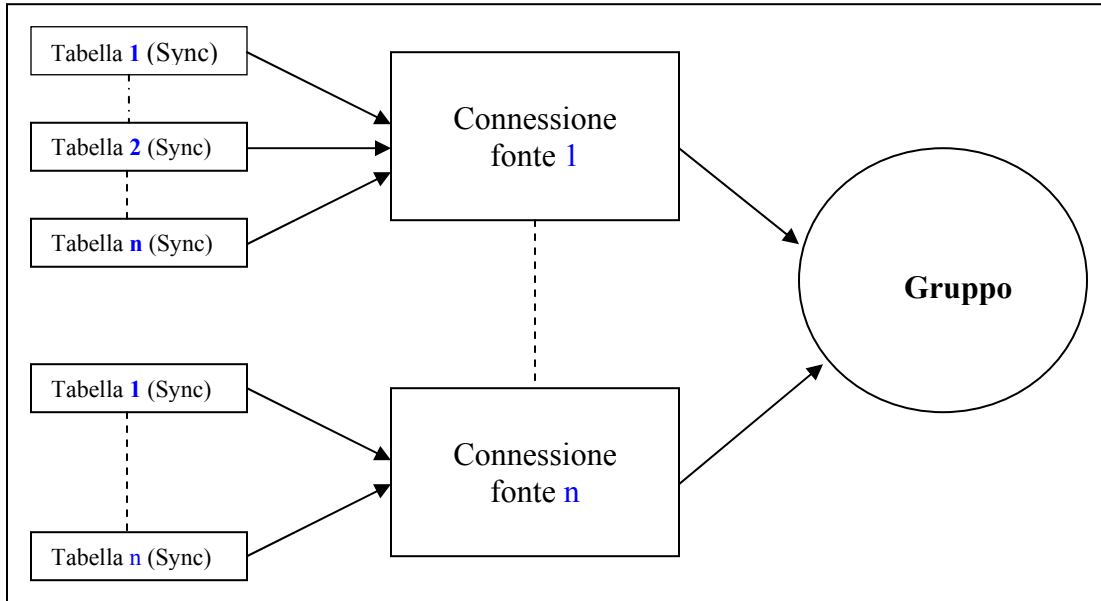 Tabella 1 (Sync)
Tabella 2 (Sync)
Tabella n (Sync)
Connessione
fonte 1
Gruppo
Tabella 1 (Sync)
Tabella n (Sync)
Connessione
fonte n